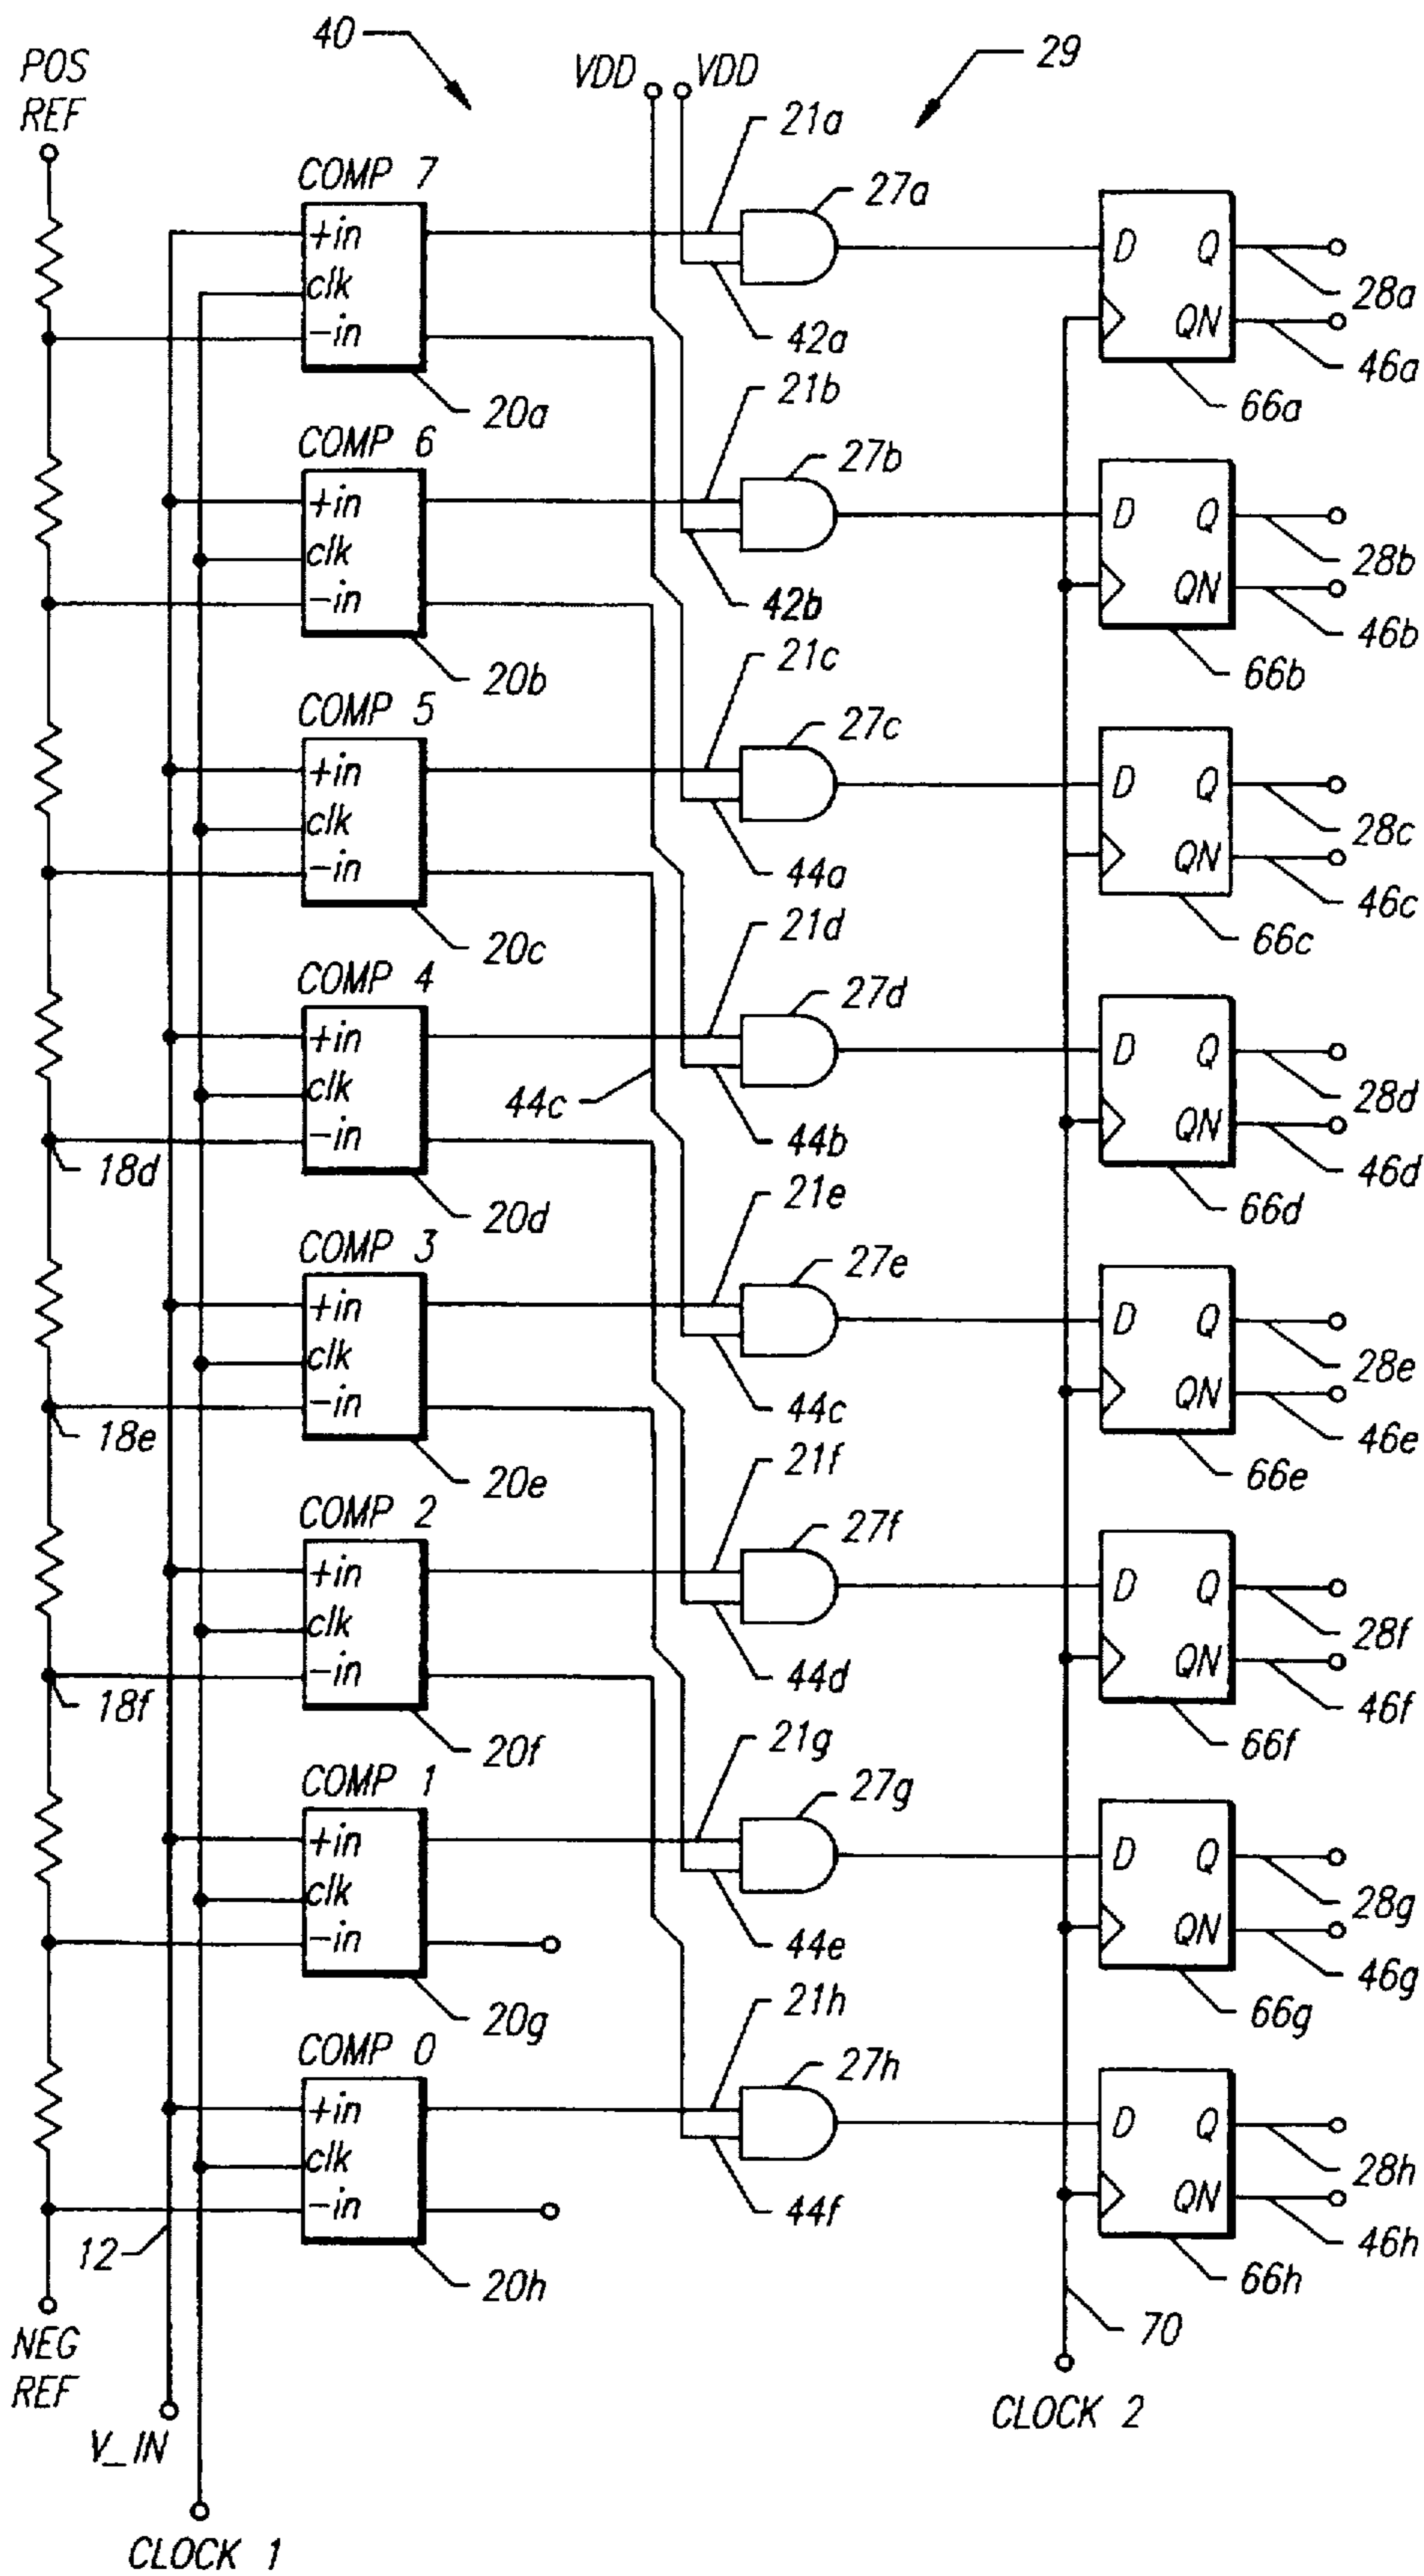 40
29
POS
REF
VDD
VDD
21a
COMP 7
27a
+in
clk
-in
D
Q
QN
28a
42a
46a
20a
21b
66a
COMP 6
27b
+in
clk
-in
D
Q
QN
28b
42b
46b
20b
21c
66b
COMP 5
27c
+in
clk
-in
D
Q
QN
28c
44a
46c
20c
21d
66c
COMP 4
27d
+in
clk
-in
D
Q
QN
44c
28d
44b
46d
18d
20d
21e
66d
COMP 3
27e
+in
clk
-in
D
Q
QN
28e
44c
46e
18e
20e
21f
66e
COMP 2
27f
+in
clk
-in
D
Q
QN
28f
44d
46f
18f
20f
21g
66f
COMP 1
27g
+in
clk
-in
D
Q
QN
28g
44e
46g
20g
21h
66g
COMP 0
27h
+in
clk
-in
D
Q
QN
28h
44f
46h
12
20h
66h
70
NEG
REF
V_IN
CLOCK 2
CLOCK 1